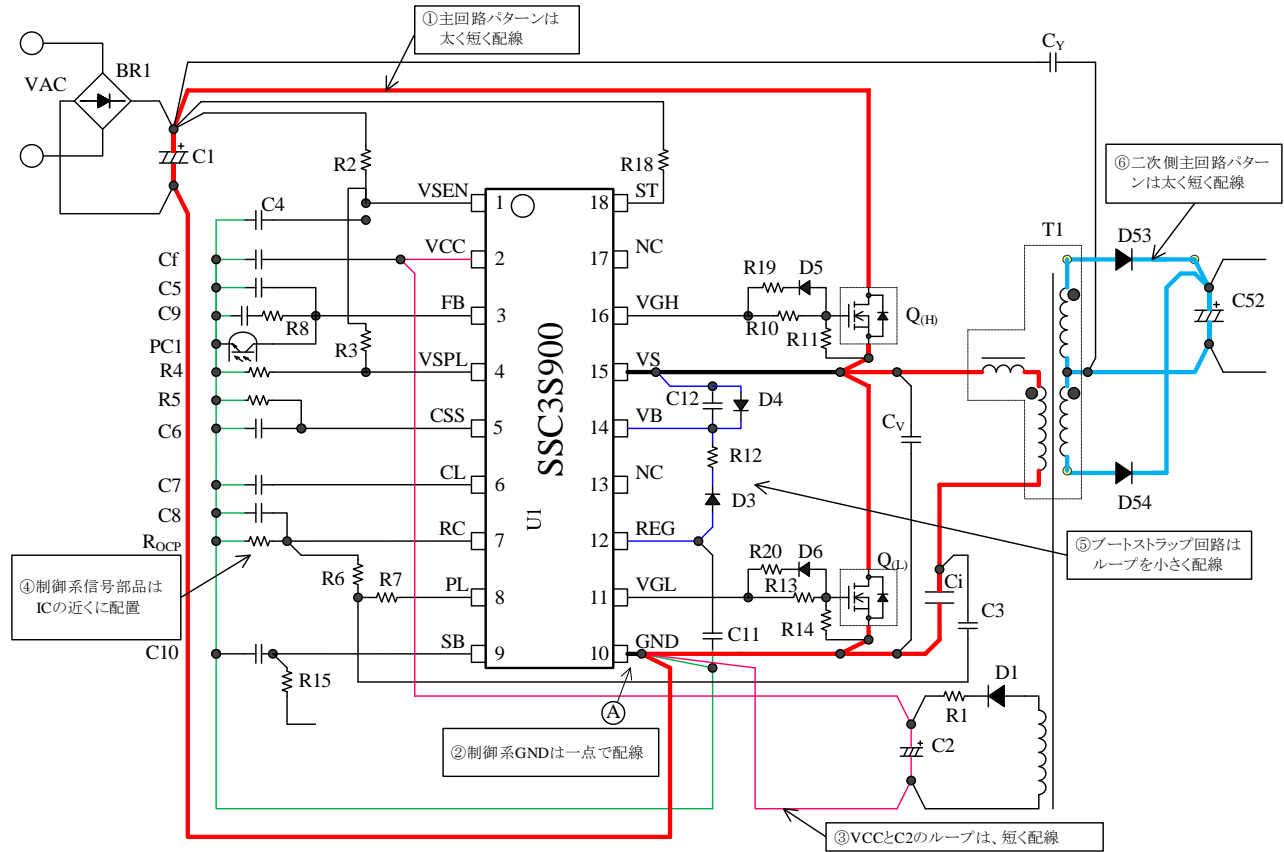 ①主回路パターンは
太く短く配線
CY
VAC
BR1
C1
R2
R18
⑥二次側主回路パター
ンは太く短く配線
VSEN
1
18
ST
C4
T1
D53
Cf
VCC
2
17
NC
C5
R19
D5
C9
R8
FB
3
16
VGH
R10
R11
Q(H)
C52
PC1
R3
R4
VSPL
4
15
VS
R5
C12
D4
C6
CSS
5
14
VB
CV
SSC3S900
U1
R12
C7
CL
6
13
NC
D3
D54
C8
ROCP
RC
7
12
REG
⑤ブートストラップ回路は
ループを小さく配線
④制御系信号部品は
ICの近くに配置
R6
R7
PL
8
11
VGL
R20
D6
R13
R14
Q(L)
Ci
C3
C10
SB
9
10
GND
C11
R15
A
D1
R1
②制御系GNDは一点で配線
C2
③VCCとC2のループは、短く配線